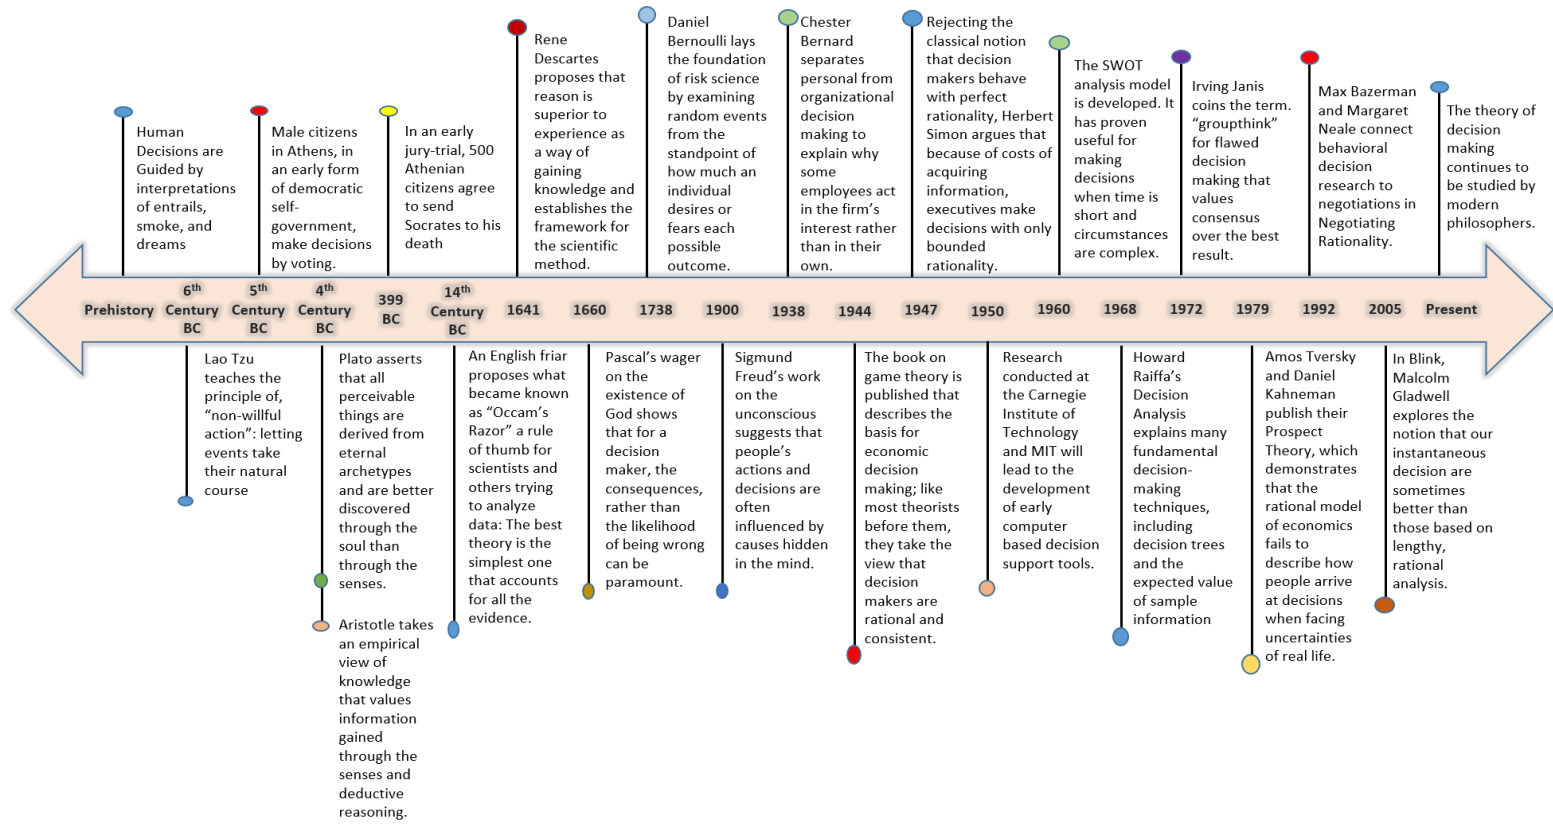 Human
Decisions are
Guided by
interpretations
of entrails,
smoke, and
dreams
Male citizens
in Athens, in
an early form
of democratic
self-
government,
make decisions
by voting.
In an early
jury-trial, 500
Athenian
citizens agree
to send
Socrates to his
death
Rene
Descartes
proposes that
reason is
superior to
experience as
a way of
gaining
knowledge and
establishes the
framework for
the scientific
method.
Daniel
Bernoulli lays
the foundation
of risk science
by examining
random events
from the
standpoint of
how much an
individual
desires or
fears each
possible
outcome.
Chester
Bernard
separates
personal from
organizational
decision
making to
explain why
some
employees act
in the firm's
interest rather
than in their
own.
Rejecting the
classical notion
that decision
makers behave
with perfect
rationality, Herbert
Simon argues that
because of costs of
acquiring
information,
executives make
decisions with only
bounded
rationality.
The SWOT
analysis model
is developed. It
has proven
useful for
making
decisions
when time is
short and
circumstances
are complex.
Irving Janis
coins the term.
“groupthink”
for flawed
decision
making that
values
consensus
over the best
result.
Max Bazerman
and Margaret
Neale connect
behavioral
decision
research to
negotiations in
Negotiating
Rationality.
The theory of
decision
making
continues to
be studied by
modern
philosophers.
Prehistory
6th
Century
BC
5th
Century
BC
4th
Century
BC
399
BC
14th
Century
BC
1641
1660
1738
1900
1938
1944
1947
1950
1960
1968
1972
1979
1992
2005
Present
Lao Tzu
teaches the
principle of,
“non-willful
action”: letting
events take
their natural
course
Plato asserts
that all
perceivable
things are
derived from
eternal
archetypes
and are better
discovered
through the
soul than
through the
senses.
Aristotle takes
an empirical
view of
knowledge
that values
information
gained
through the
senses and
deductive
reasoning.
An English friar
proposes what
became known
as “Occam's
Razor” a rule
of thumb for
scientists and
others trying
to analyze
data: The best
theory is the
simplest one
that accounts
for all the
evidence.
Pascal's wager
on the
existence of
God shows
that for a
decision
maker, the
consequences,
rather than
the likelihood
of being wrong
can be
paramount.
Sigmund
Freud's work
on the
unconscious
suggests that
people's
actions and
decisions are
often
influenced by
causes hidden
in the mind.
The book on
game theory is
published that
describes the
basis for
economic
decision
making; like
most theorists
before them,
they take the
view that
decision
makers are
rational and
consistent.
Research
conducted at
the Carnegie
Institute of
Technology
and MIT will
lead to the
development
of early
computer
based decision
support tools.
Howard
Raiffa's
Decision
Analysis
explains many
fundamental
decision-
making
techniques,
including
decision trees
and the
expected value
of sample
information
Amos Tversky
and Daniel
Kahneman
publish their
Prospect
Theory, which
demonstrates
that the
rational model
of economics
fails to
describe how
people arrive
at decisions
when facing
uncertainties
of real life.
In Blink,
Malcolm
Gladwell
explores the
notion that our
instantaneous
decision are
sometimes
better than
those based on
lengthy,
rational
analysis.